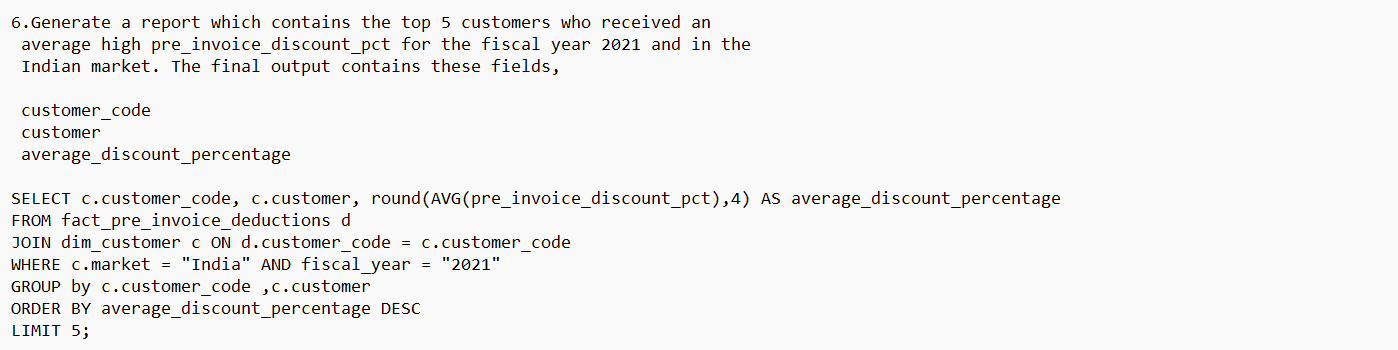 6.Generate a report which contains the top 5 customers who received an
average high pre_invoice_discount_pct for the fiscal year 2021 and in the
Indian market. The final output contains these fields,
customer_code
customer
average_discount_percentage
SELECT c.customer_code, c.customer, round(AVG(pre_invoice_discount_pct),4) AS average_discount_percentage
FROM fact_pre_invoice_deductions d
JOIN dim_customer c ON d.customer_code = c.customer_code
WHERE c.market = "India" AND fiscal_year = "2021"
GROUP by c.customer_code ,c.customer
ORDER BY average_discount_percentage DESC
LIMIT 5;